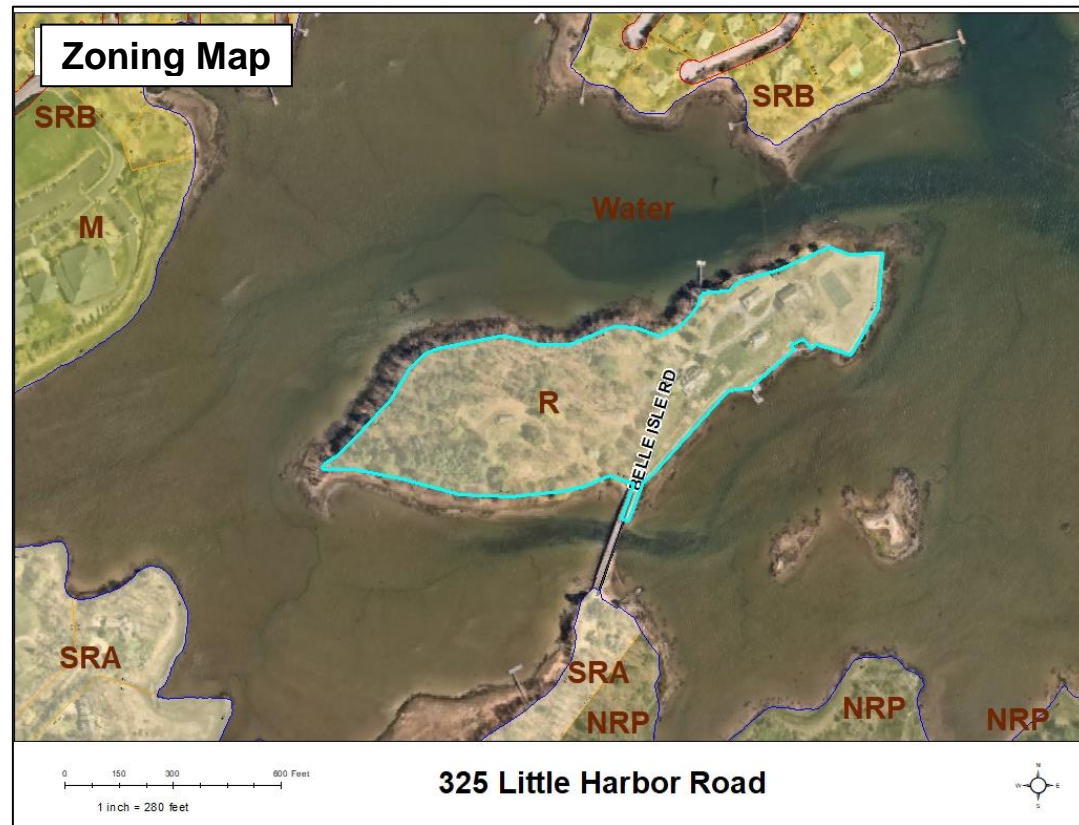 Zoning Map
SRB
SRB
M
Water
R
BELLE ISLE RD
SRA
SRA
NRP
NRP
NRP
0 150 300 600 Feet
1 inch = 280 feet
325 Little Harbor Road
N
W E
S